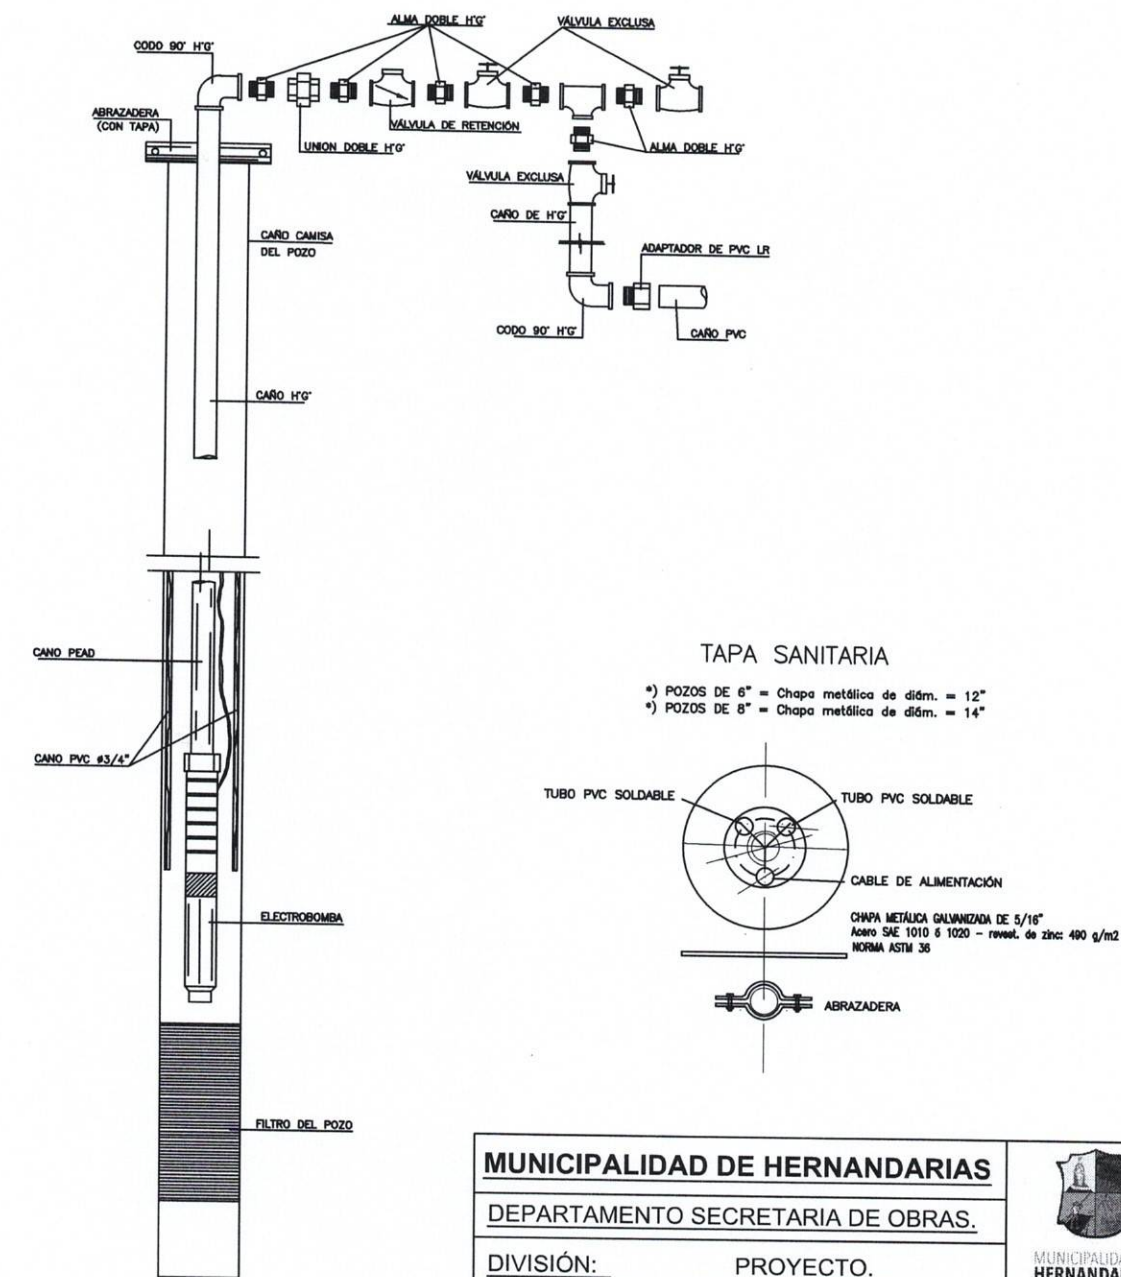 ALMA DOBLE H°G°
VÁLVULA EXCLUSA
CODO 90° H°G°
ABRAZADERA
(CON TAPA)
VÁLVULA DE RETENCIÓN
UNION DOBLE H°G°
ALMA DOBLE H°G°
VÁLVULA EXCLUSA
CAÑO DE H°G°
CAÑO CAMISA
DEL POZO
ADAPTADOR DE PVC LR
CODO 90° H°G°
CAÑO PVC
CAÑO H°G°
CANO PEAD
CANO PVC ø3/4"
ELECTROBOMBA
FILTRO DEL POZO
TAPA SANITARIA
*) POZOS DE 6" = Chapa metálica de diám. = 12"
*) POZOS DE 8" = Chapa metálica de diám. = 14"
TUBO PVC SOLDABLE
TUBO PVC SOLDABLE
CABLE DE ALIMENTACIÓN
CHAPA METÁLICA GALVANIZADA DE 5/16"
Acero SAE 1010 ó 1020 - revest. de zinc: 490 g/m2
NORMA ASTM 36
ABRAZADERA
MUNICIPALIDAD DE HERNANDARIAS
DEPARTAMENTO SECRETARIA DE OBRAS.
DIVISIÓN: PROYECTO.